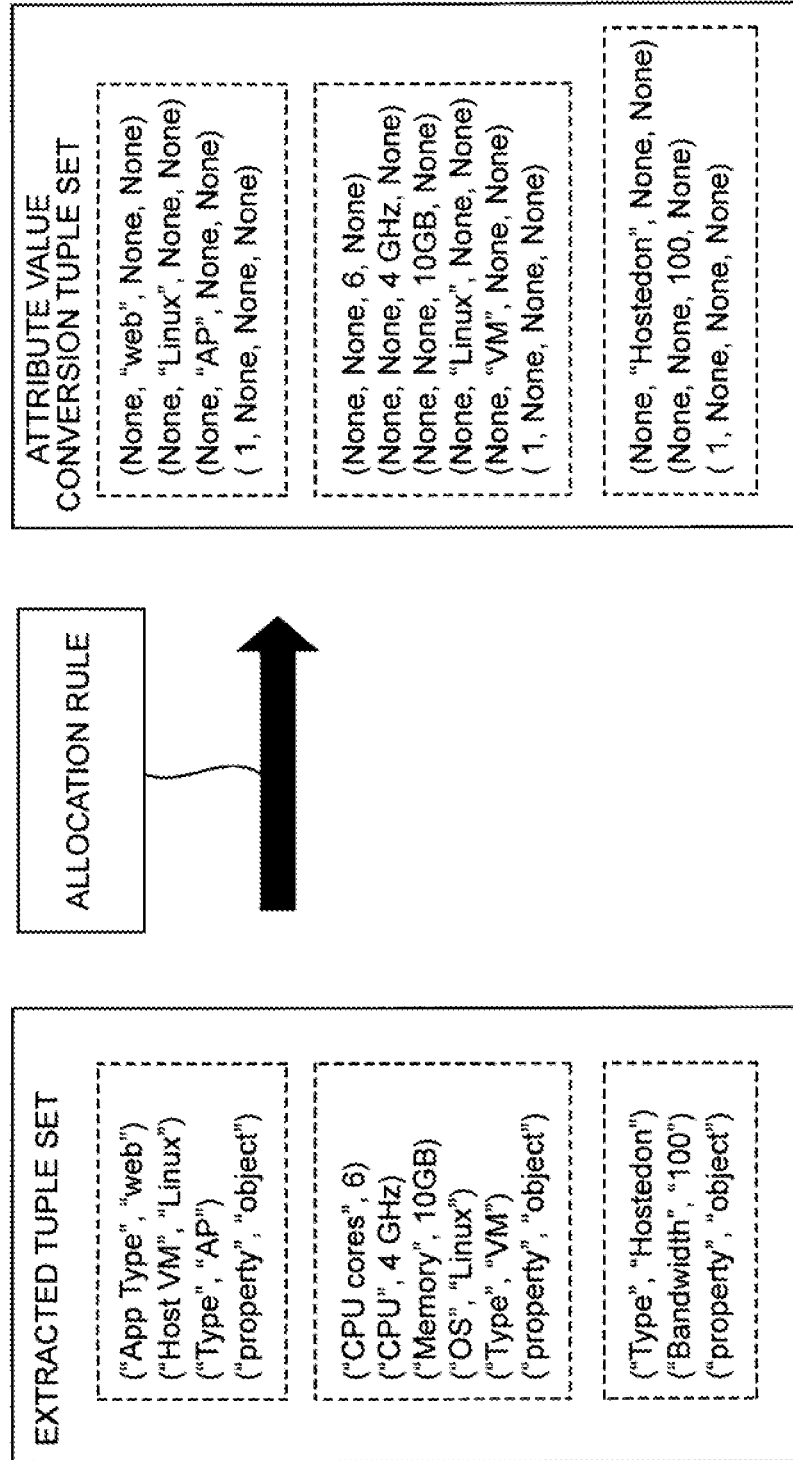 EXTRACTED TUPLE SET
(“App Type”, “web”)
(“Host VM”, “Linux”)
(“Type”, “AP”)
(“property”, “object”)
(“CPU cores”, 6)
(“CPU”, 4 GHz)
(“Memory”, 10GB)
(“OS”, “Linux”)
(“Type”, “VM”)
(“property”, “object”)
(“Type”, “Hostedon”)
(“Bandwidth”, “100”)
(“property”, “object”)
ALLOCATION RULE
ATTRIBUTE VALUE
CONVERSION TUPLE SET
(None, “web”, None, None)
(None, “Linux”, None, None)
(None, “AP”, None, None)
( 1, None, None, None)
(None, None, 6, None)
(None, None, 4 GHz, None)
(None, None, 10GB, None)
(None, “Linux”, None, None)
(None, “VM”, None, None)
( 1, None, None, None)
(None, “Hostedon”, None, None)
(None, None, 100, None)
( 1, None, None, None)